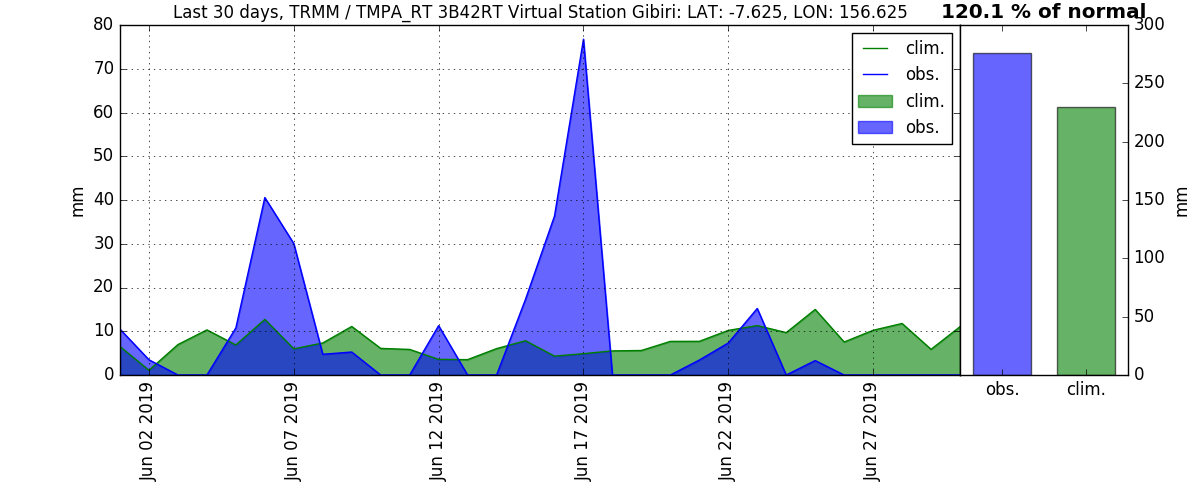 Last 30 days, TRMM / TMPA_RT 3B42RT Virtual Station Gibiri: LAT: -7.625, LON: 156.625
120.1 % of normal
80
70
60
50
40
30
20
10
0
mm
clim.
obs.
clim.
obs.
Jun 02 2019
Jun 07 2019
Jun 12 2019
Jun 17 2019
Jun 22 2019
Jun 27 2019
300
250
200
150
100
50
0
mm
obs.
clim.